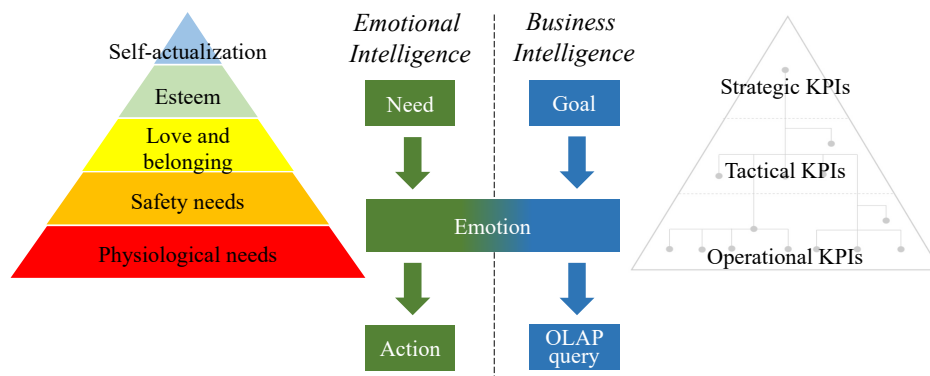 Self-actualization
Esteem
Love and
belonging
Safety needs
Physiological needs
Emotional
Intelligence
Business
Intelligence
Need
Goal
Emotion
Action
OLAP
query
Strategic KPIs
Tactical KPIs
Operational KPIs